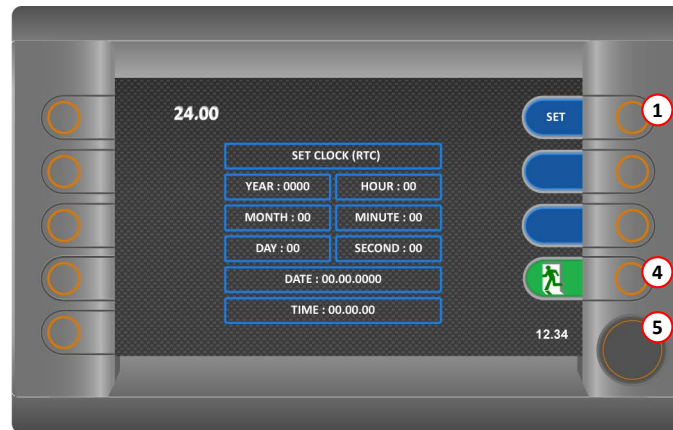 24.00
SET
1
SET CLOCK (RTC)
YEAR : 0000 HOUR : 00
MONTH : 00 MINUTE : 00
DAY : 00 SECOND : 00
DATE : 00.00.0000
4
TIME : 00.00.00
12.34
5